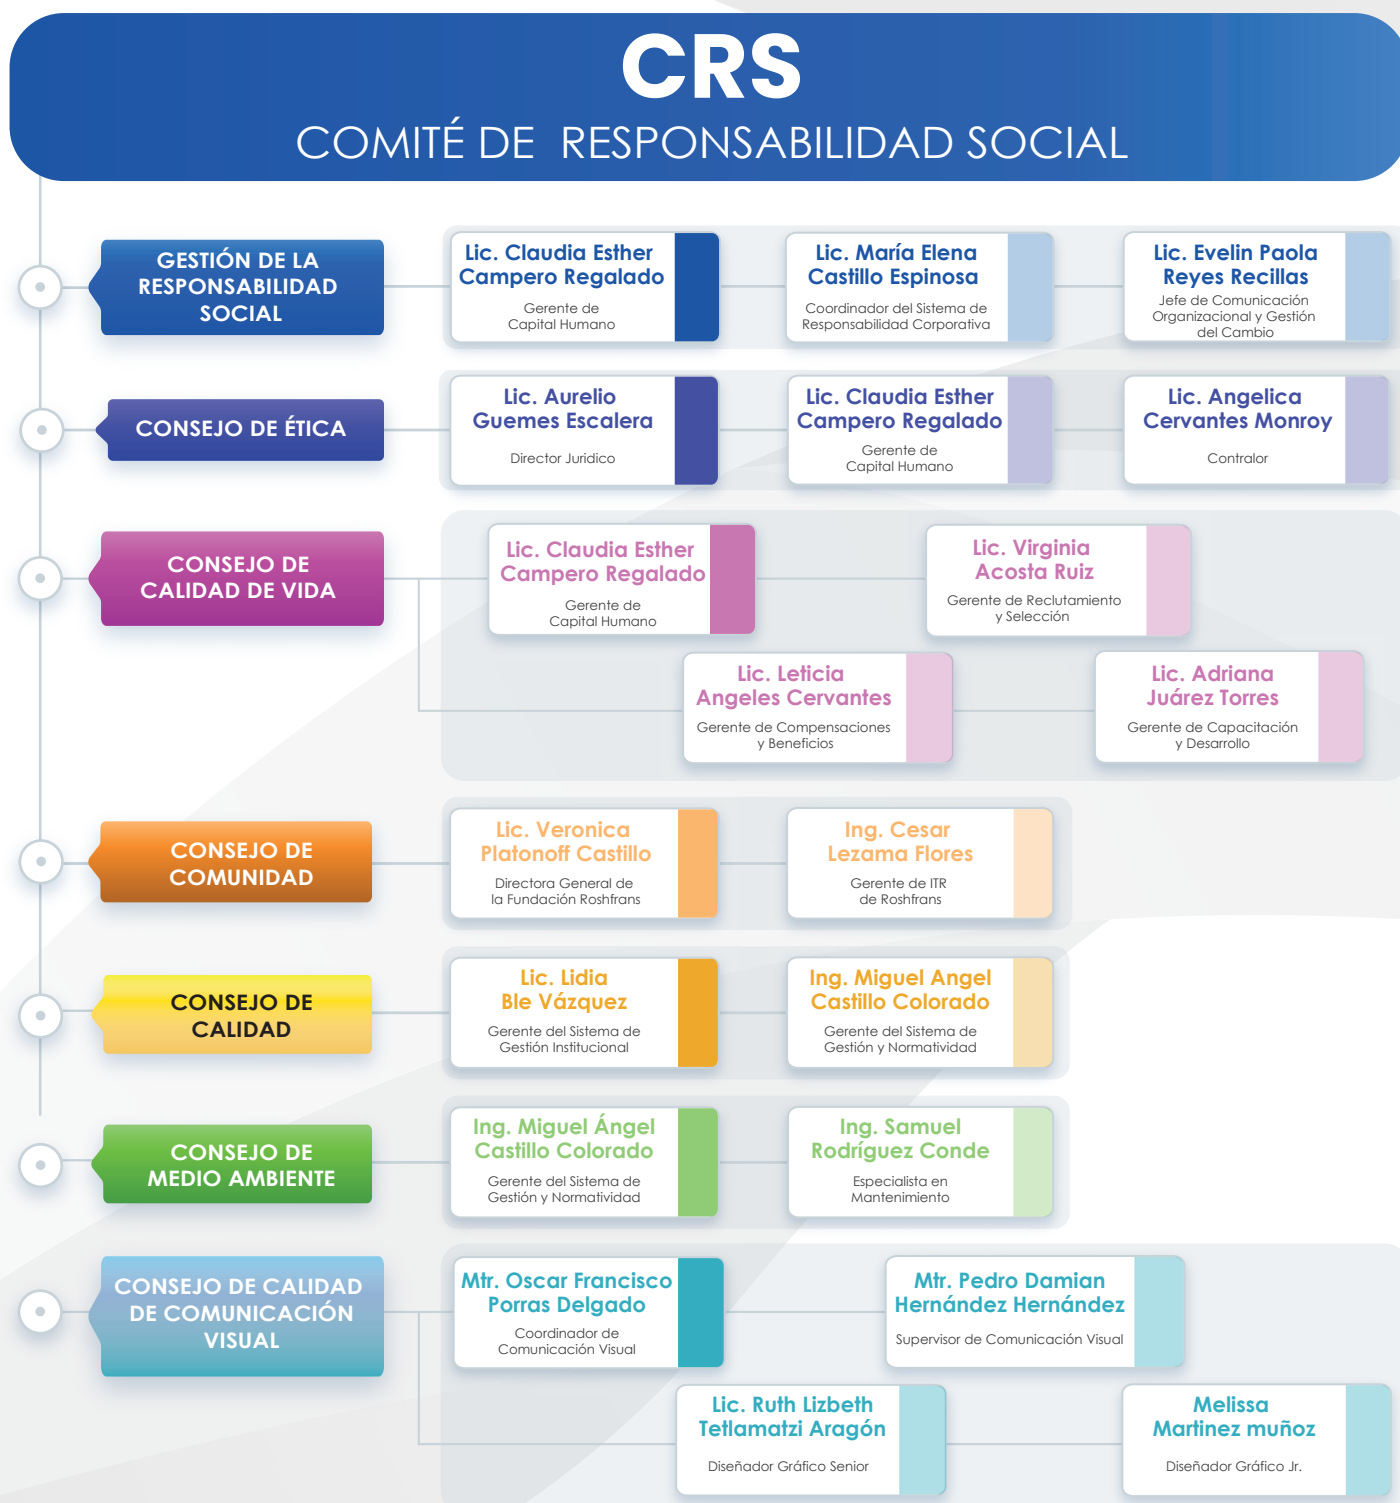 CRS
COMITÉ DE RESPONSABILIDAD SOCIAL
GESTIÓN DE LA
RESPONSABILIDAD
SOCIAL
Lic. Claudia Esther
Campero Regalado
Gerente de
Capital Humano
Lic. María Elena
Castillo Espinosa
Coordinador del Sistema de
Responsabilidad Corporativa
Lic. Evelin Paola
Reyes Recillas
Jefe de Comunicación
Organizacional y Gestión
del Cambio
CONSEJO DE ÉTICA
Lic. Aurelio
Guemes Escalera
Director Juridico
Lic. Claudia Esther
Campero Regalado
Gerente de
Capital Humano
Lic. Angelica
Cervantes Monroy
Contralor
CONSEJO DE
CALIDAD DE VIDA
Lic. Claudia Esther
Campero Regalado
Gerente de
Capital Humano
Lic. Virginia
Acosta Ruiz
Gerente de Reclutamiento
y Selección
Lic. Leticia
Angeles Cervantes
Gerente de Compensaciones
y Beneficios
Lic. Adriana
Juárez Torres
Gerente de Capacitación
y Desarrollo
CONSEJO DE
COMUNIDAD
Lic. Veronica
Platonoff Castillo
Directora General de
la Fundación Roshfrans
Ing. Cesar
Lezama Flores
Gerente de ITR
de Roshfrans
CONSEJO DE
CALIDAD
Lic. Lidia
Ble Vázquez
Gerente del Sistema de
Gestión Institucional
Ing. Miguel Angel
Castillo Colorado
Gerente del Sistema de
Gestión y Normatividad
CONSEJO DE
MEDIO AMBIENTE
Ing. Miguel Ángel
Castillo Colorado
Gerente del Sistema de
Gestión y Normatividad
Ing. Samuel
Rodríguez Conde
Especialista en
Mantenimiento
CONSEJO DE CALIDAD
DE COMUNICACIÓN
VISUAL
Mtr. Oscar Francisco
Porras Delgado
Coordinador de
Comunicación Visual
Mtr. Pedro Damian
Hernández Hernández
Supervisor de Comunicación Visual
Lic. Ruth Lizbeth
Tetlamatzi Aragón
Diseñador Gráfico Senior
Melissa
Martinez muñoz
Diseñador Gráfico Jr.